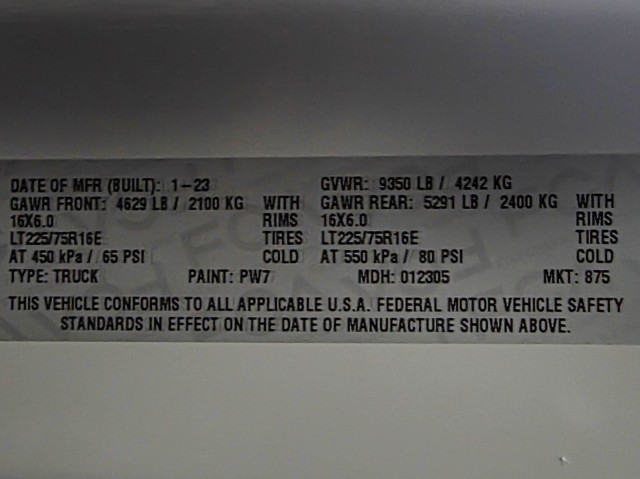 DATE OF MFR (BUILT): 1-23 GVWR: 9350 LB / 4242 KG
GAWR FRONT: 4629 LB / 2100 KG WITH GAWR REAR: 5291 LB / 2400 KG WITH
16X6.0 RIMS 16X6.0 RIMS
LT225/75R16E TIRES LT225/75R16E TIRES
AT 450 kPa / 65 PSI COLD AT 550 kPa / 80 PSI COLD
TYPE: TRUCK PAINT: PW7 MDH: 012305 MKT: 875
THIS VEHICLE CONFORMS TO ALL APPLICABLE U.S.A. FEDERAL MOTOR VEHICLE SAFETY
STANDARDS IN EFFECT ON THE DATE OF MANUFACTURE SHOWN ABOVE.